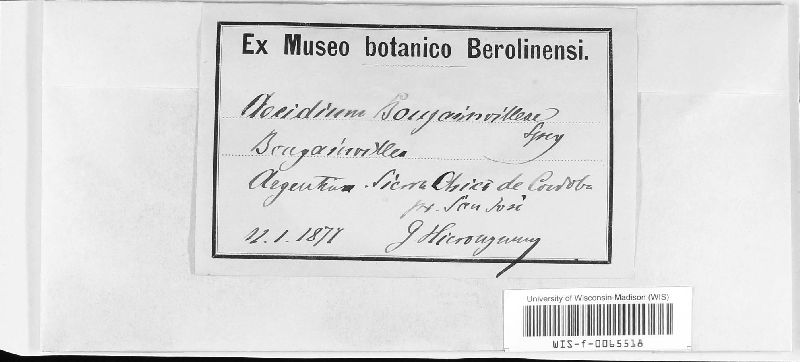 Ex Museo botanico Berolinensi.
Aecidium Bougainvilleae
Speg
Bougainvillea
Argentina. Sierra Chica de Cordoba
pr. San José
11.1.1877 G Hieronymus
University of Wisconsin-Madison (WIS)
WIS-f-0065518